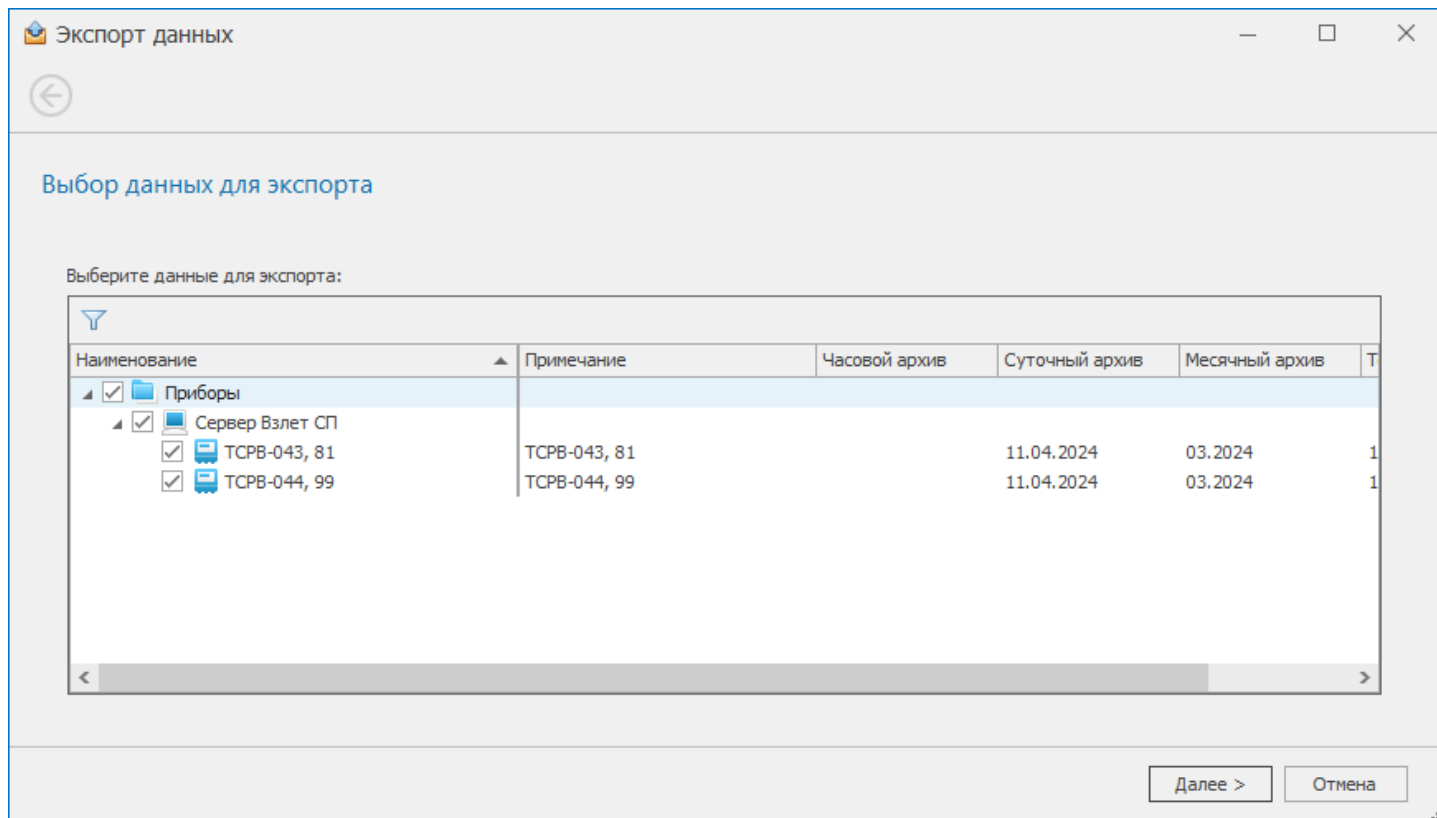 Экспорт данных
Выбор данных для экспорта
Выберите данные для экспорта:
Наименование Примечание Часовой архив Суточный архив Месячный архив Т
Приборы
Сервер Взлет СП
ТСРВ-043, 81 ТСРВ-043, 81 11.04.2024 03.2024 1
ТСРВ-044, 99 ТСРВ-044, 99 11.04.2024 03.2024 1
Далее > Отмена